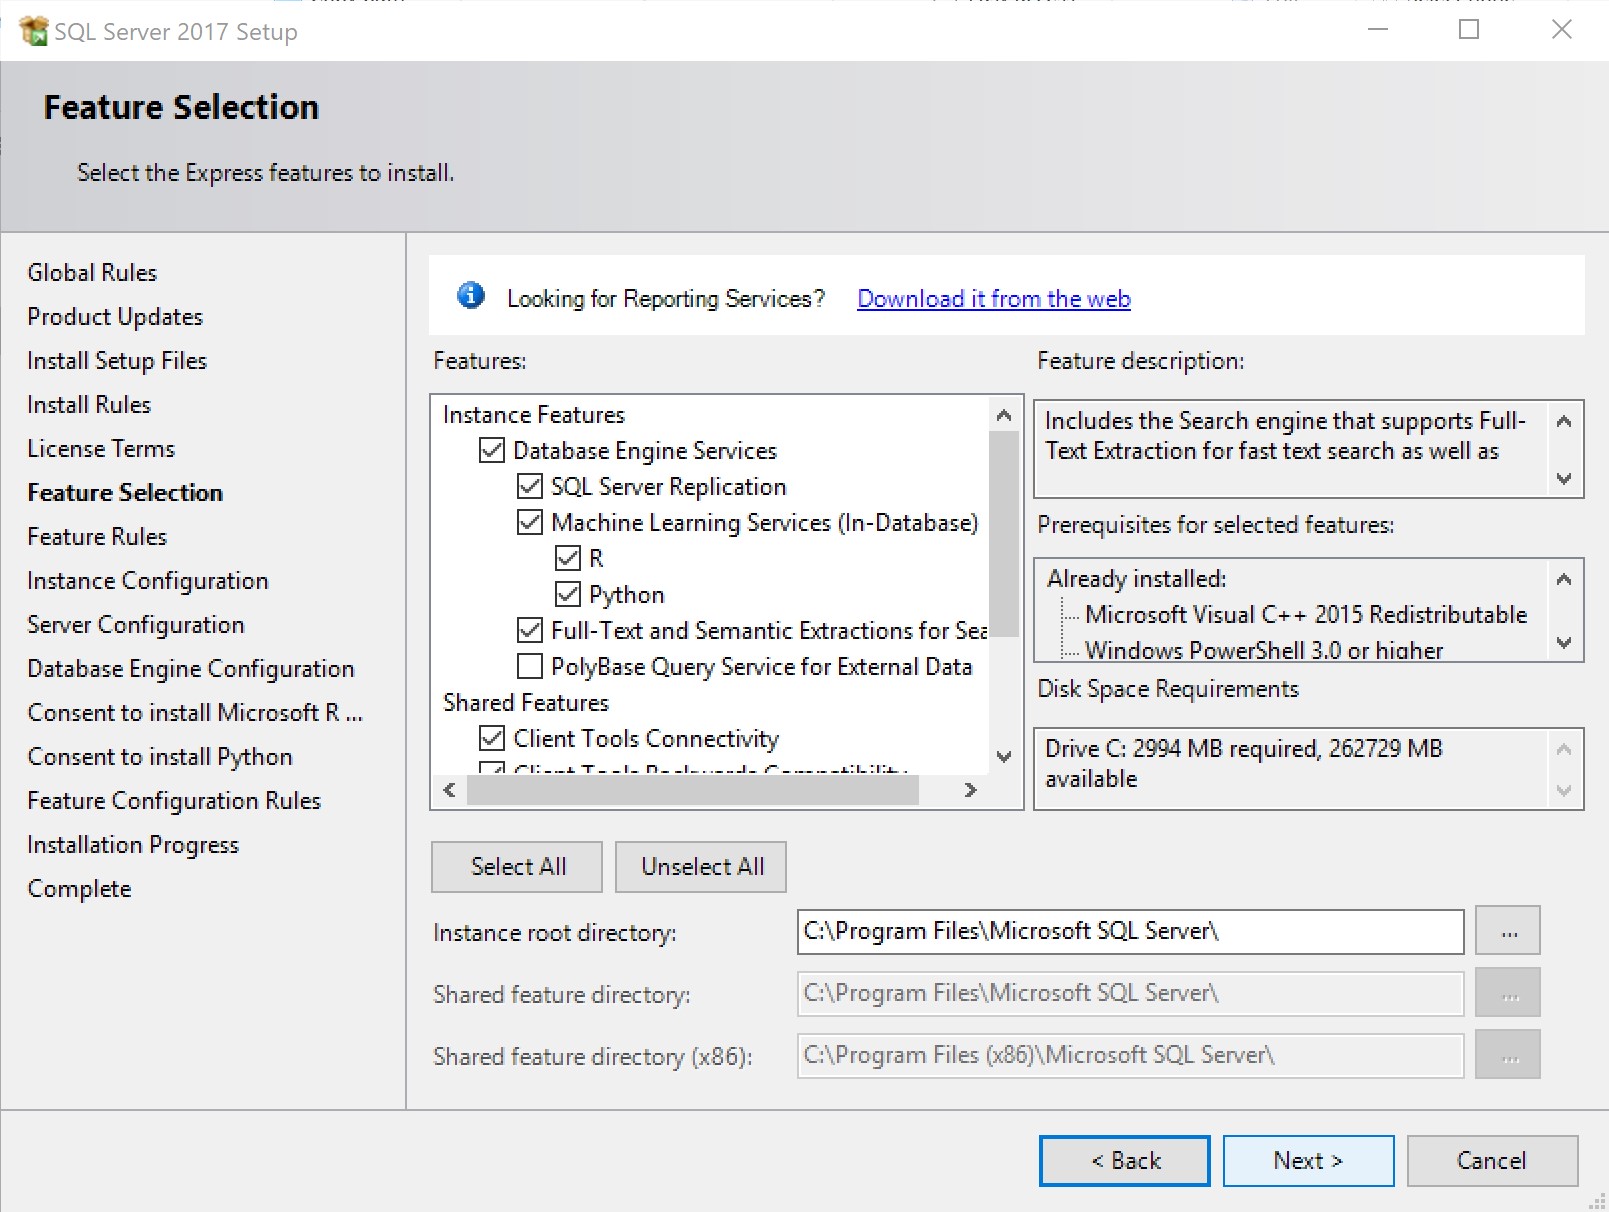 SQL Server 2017 Setup
Feature Selection
Select the Express features to install.
Global Rules
Product Updates
Install Setup Files
Install Rules
License Terms
Feature Selection
Feature Rules
Instance Configuration
Server Configuration
Database Engine Configuration
Consent to install Microsoft R ...
Consent to install Python
Feature Configuration Rules
Installation Progress
Complete
Looking for Reporting Services? Download it from the web
Features:
Instance Features
Database Engine Services
SQL Server Replication
Machine Learning Services (In-Database)
R
Python
Full-Text and Semantic Extractions for Sea
PolyBase Query Service for External Data
Shared Features
Client Tools Connectivity
Client Tools Backwards Compatibility
Feature description:
Includes the Search engine that supports Full-
Text Extraction for fast text search as well as
Prerequisites for selected features:
Already installed:
Microsoft Visual C++ 2015 Redistributable
Windows PowerShell 3.0 or higher
Disk Space Requirements
Drive C: 2994 MB required, 262729 MB
available
Select All
Unselect All
Instance root directory:
C:\Program Files\Microsoft SQL Server\
...
Shared feature directory:
C:\Program Files\Microsoft SQL Server\
...
Shared feature directory (x86):
C:\Program Files (x86)\Microsoft SQL Server\
...
< Back
Next >
Cancel